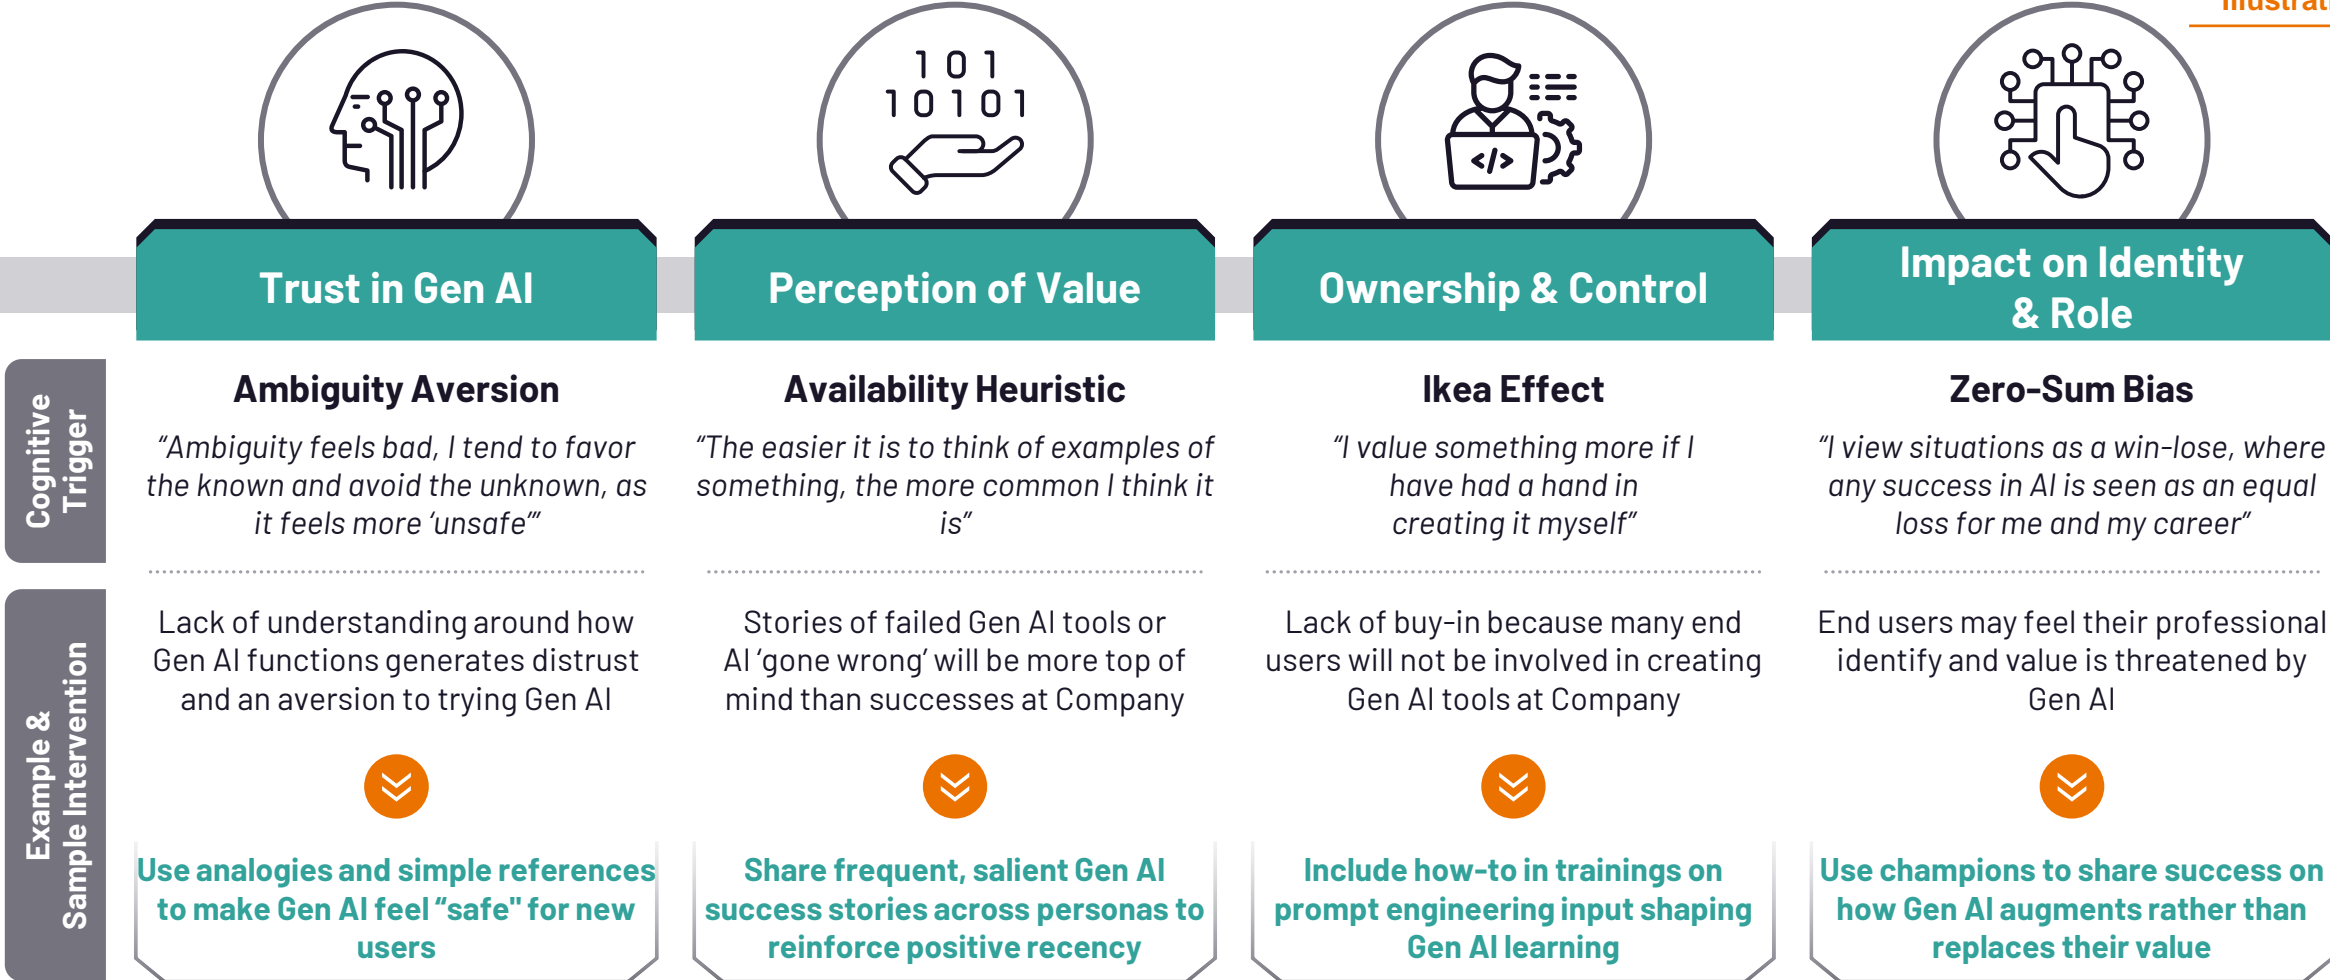 101
10101
</>
Trust in Gen AI
Perception of Value
Ownership & Control
Impact on Identity
& Role
Cognitive
Trigger
Ambiguity Aversion
“Ambiguity feels bad, I tend to favor
the known and avoid the unknown, as
it feels more ‘unsafe’”
Availability Heuristic
“The easier it is to think of examples of
something, the more common I think it
is”
Ikea Effect
“I value something more if I
have had a hand in
creating it myself”
Zero-Sum Bias
“I view situations as a win-lose, where
any success in AI is seen as an equal
loss for me and my career”
Example &
Sample Intervention
Lack of understanding around how
Gen AI functions generates distrust
and an aversion to trying Gen AI
Stories of failed Gen AI tools or
AI ‘gone wrong’ will be more top of
mind than successes at Company
Lack of buy-in because many end
users will not be involved in creating
Gen AI tools at Company
End users may feel their professional
identify and value is threatened by
Gen AI
Use analogies and simple references
to make Gen AI feel “safe" for new
users
Share frequent, salient Gen AI
success stories across personas to
reinforce positive recency
Include how-to in trainings on
prompt engineering input shaping
Gen AI learning
Use champions to share success on
how Gen AI augments rather than
replaces their value